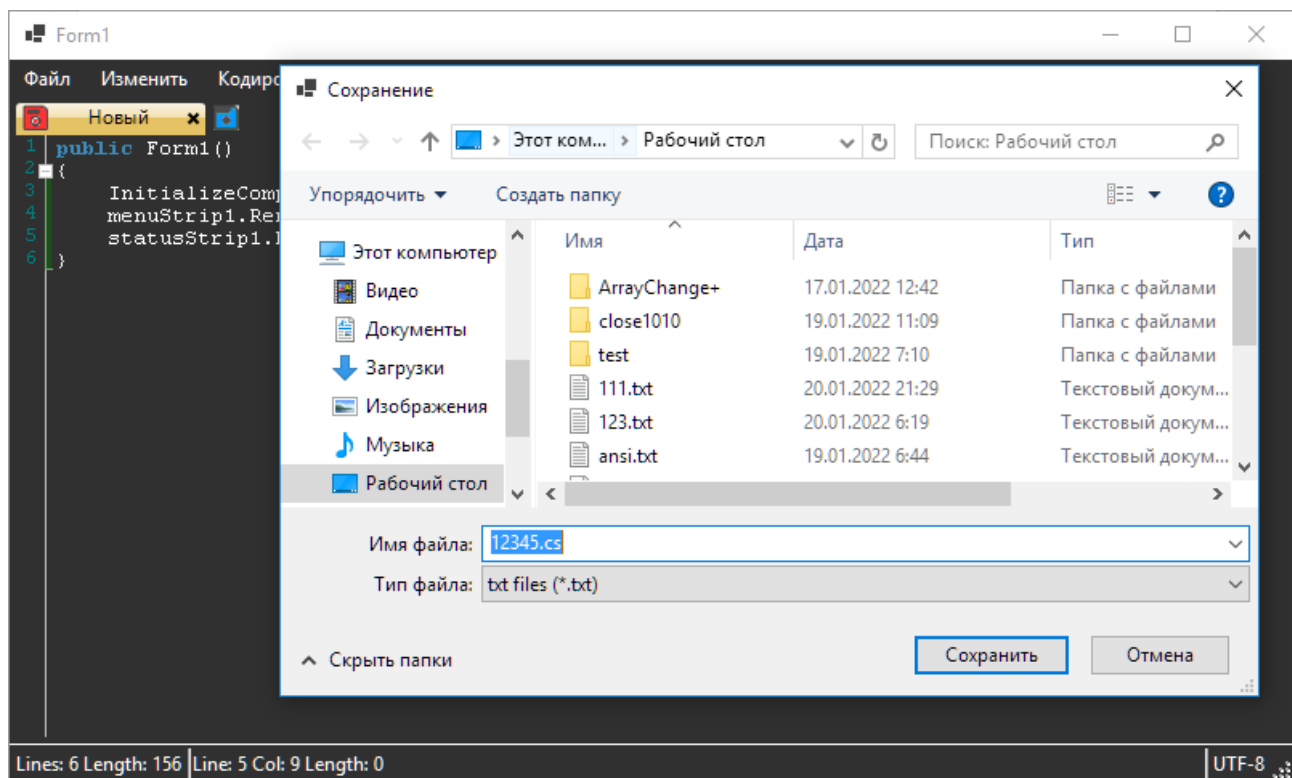 Form1
Файл Изменить Кодиро
Новый
1 public Form1()
2 {
3 InitializeComp
4 menuStrip1.Rer
5 statusStrip1.
6 }
Сохранение
Этот ком... Рабочий стол
Поиск: Рабочий стол
Упорядочить Создать папку
Этот компьютер
Видео
Документы
Загрузки
Изображения
Музыка
Рабочий стол
Имя Дата Тип
ArrayChange+ 17.01.2022 12:42 Папка с файлами
close1010 19.01.2022 11:09 Папка с файлами
test 19.01.2022 7:10 Папка с файлами
111.txt 20.01.2022 21:29 Текстовый докум...
123.txt 20.01.2022 6:19 Текстовый докум...
ansi.txt 19.01.2022 6:44 Текстовый докум...
Имя файла: 12345.cs
Тип файла: txt files (*.txt)
Скрыть папки
Сохранить Отмена
Lines: 6 Length: 156 Line: 5 Col: 9 Length: 0 UTF-8